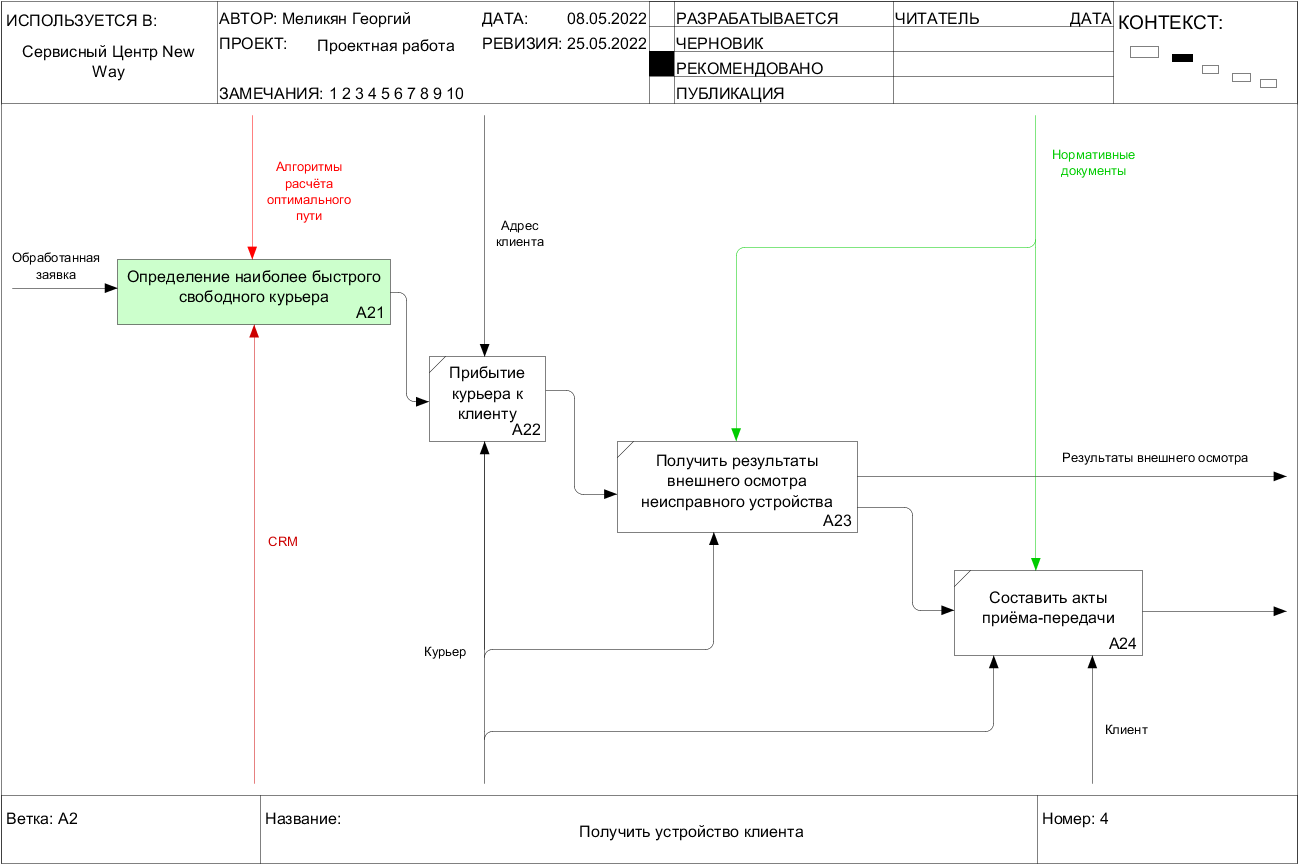 ИСПОЛЬЗУЕТСЯ В:
Сервисный Центр New
Way
АВТОР: Меликян Георгий
ДАТА: 08.05.2022
ПРОЕКТ: Проектная работа
РЕВИЗИЯ: 25.05.2022
ЗАМЕЧАНИЯ: 1 2 3 4 5 6 7 8 9 10
РАЗРАБАТЫВАЕТСЯ
ЧЕРНОВИК
РЕКОМЕНДОВАНО
ПУБЛИКАЦИЯ
ЧИТАТЕЛЬ ДАТА
КОНТЕКСТ:
Алгоритмы
расчёта
оптимального
пути
Нормативные
документы
Адрес
клиента
Обработанная
заявка
Определение наиболее быстрого
свободного курьера
A21
Прибытие
курьера к
клиенту
A22
Получить результаты
внешнего осмотра
неисправного устройства
A23
Результаты внешнего осмотра
CRM
Составить акты
приёма-передачи
A24
Курьер
Клиент
Ветка: A2
Название:
Получить устройство клиента
Номер: 4